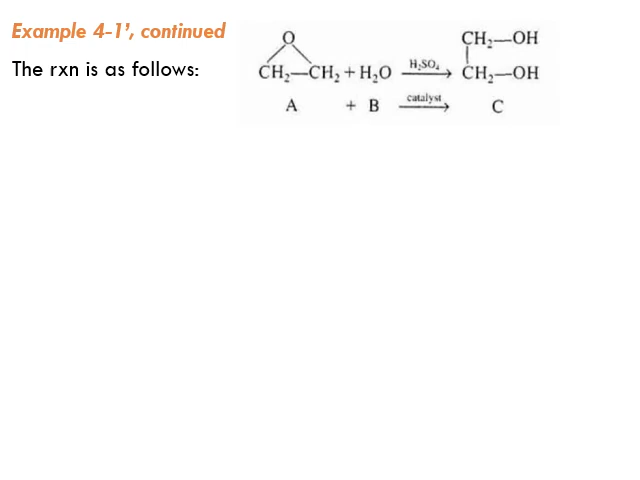 Example 4-1', continued
The rxn is as follows:
O CH₂—OH
CH₂—CH₂ + H₂O H₂SO₄ CH₂—OH
A + B catalyst C